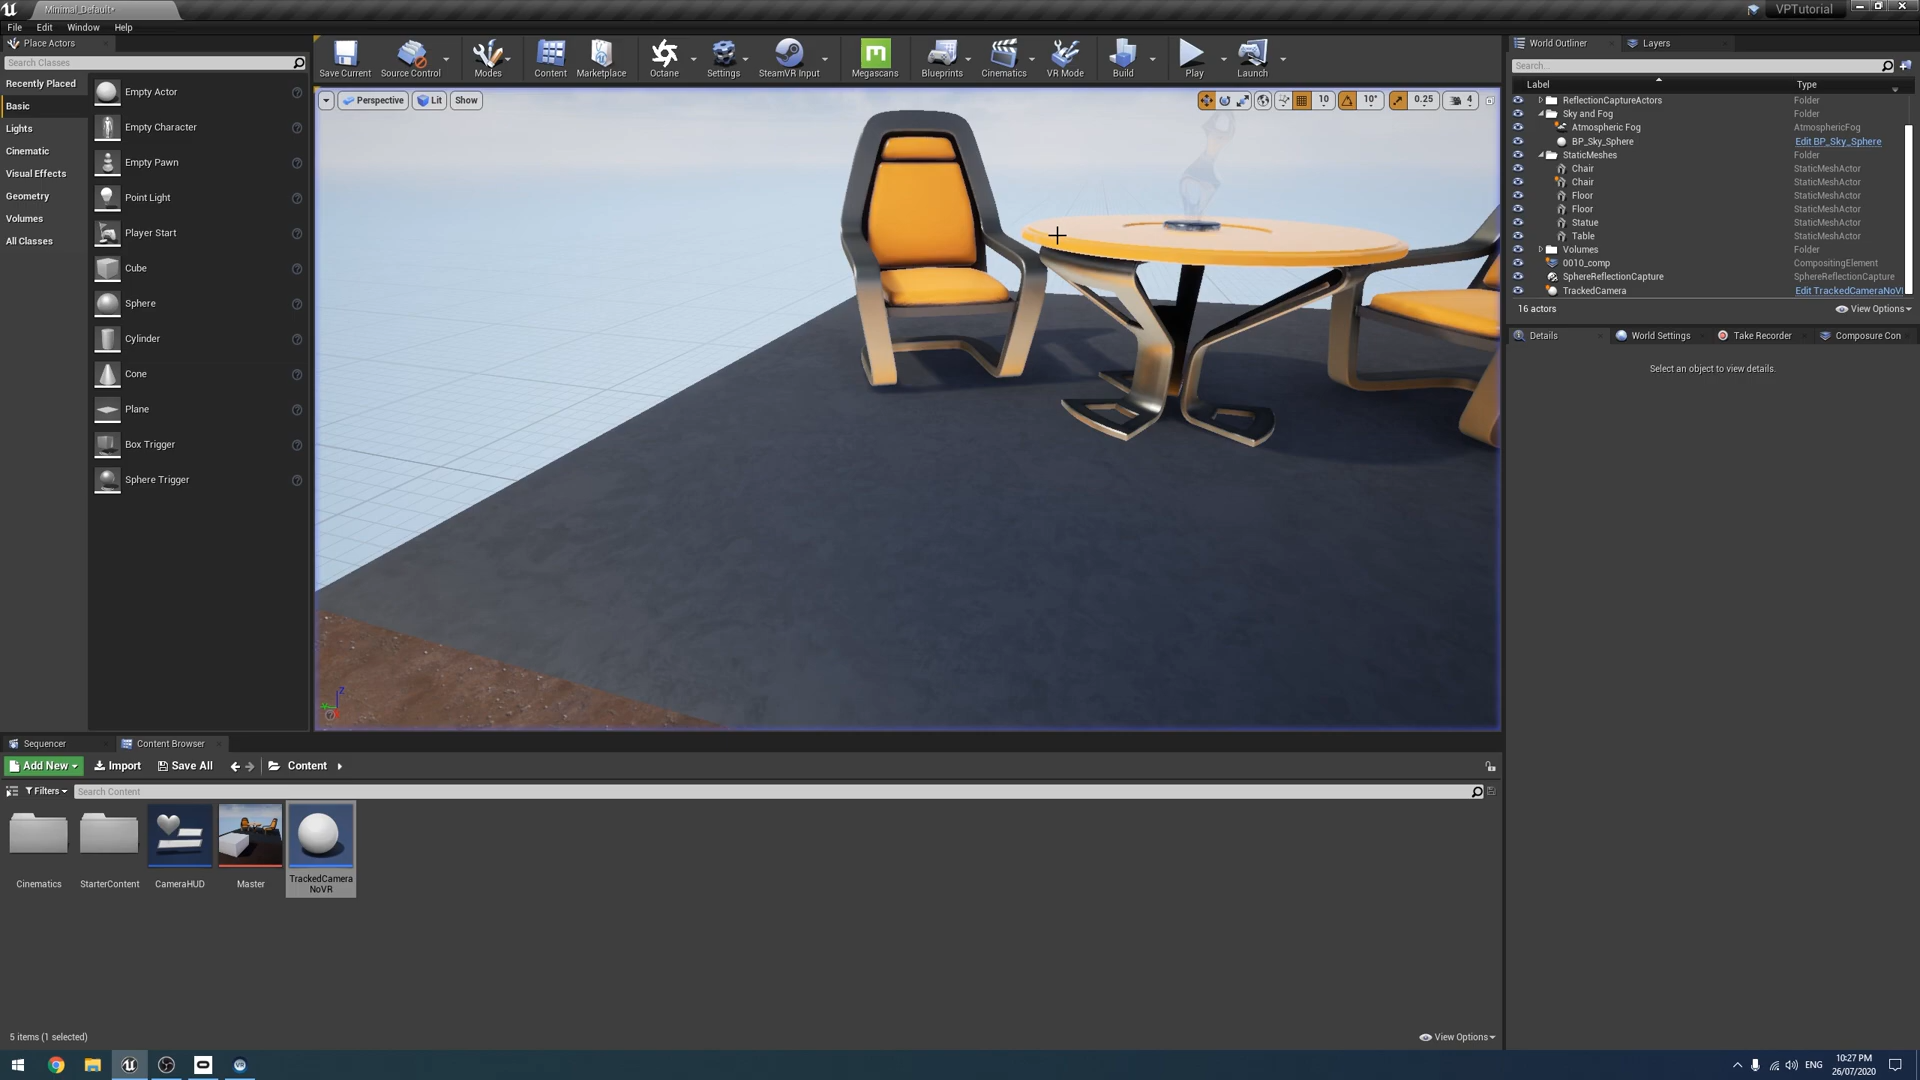 Minimal_Default*
VPTutorial
File Edit Window Help
Place Actors
Search Classes
Recently Placed
Basic
Lights
Cinematic
Visual Effects
Geometry
Volumes
All Classes
Empty Actor
Empty Character
Empty Pawn
Point Light
Player Start
Cube
Sphere
Cylinder
Cone
Plane
Box Trigger
Sphere Trigger
Save Current Source Control Modes Content Marketplace Octane Settings SteamVR Input Megascans Blueprints Cinematics VR Mode Build Play Launch
Perspective Lit Show
10 10° 0.25 4
World Outliner Layers
Search...
Label Type
ReflectionCaptureActors Folder
Sky and Fog Folder
Atmospheric Fog AtmosphericFog
BP_Sky_Sphere Edit BP_Sky_Sphere
StaticMeshes Folder
Chair StaticMeshActor
Chair StaticMeshActor
Floor StaticMeshActor
Floor StaticMeshActor
Statue StaticMeshActor
Table StaticMeshActor
Volumes Folder
0010_comp CompositingElement
SphereReflectionCapture SphereReflectionCapture
TrackedCamera Edit TrackedCameraNoVI
16 actors View Options
Details World Settings Take Recorder Composure Con
Select an object to view details.
Z
Sequencer Content Browser
Add New Import Save All Content
Filters Search Content
Cinematics
StarterContent
CameraHUD
Master
TrackedCamera
NoVR
5 items (1 selected)
View Options
ENG
10:27 PM
26/07/2020